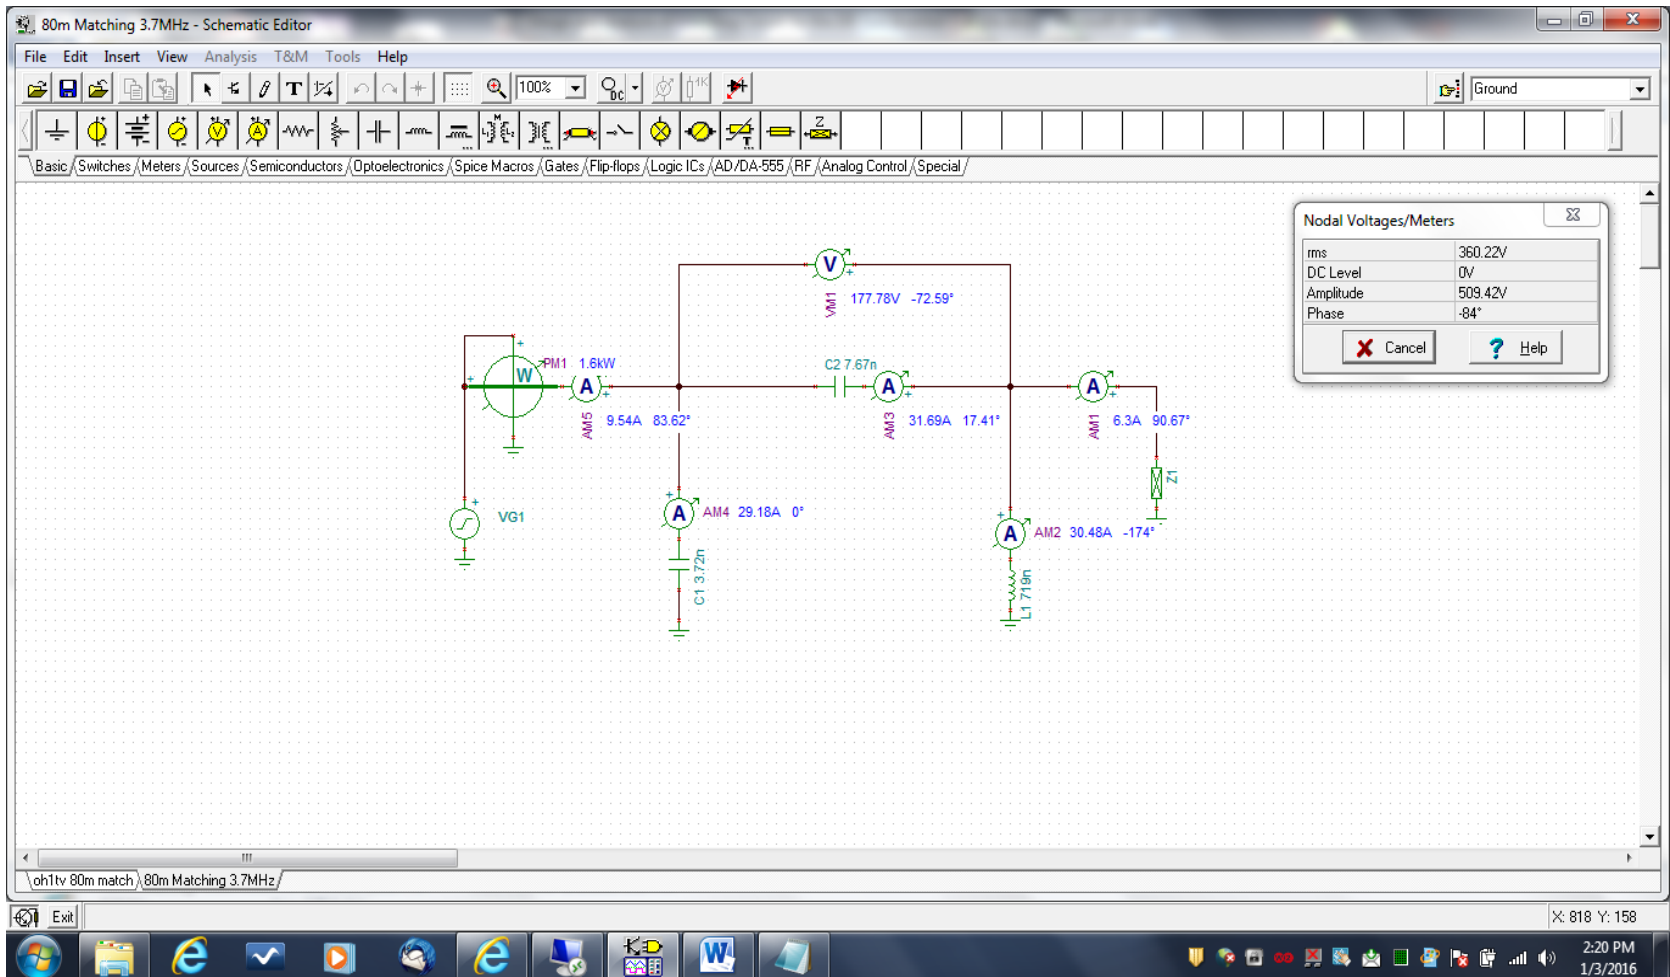 80m Matching 3.7MHz - Schematic Editor
File Edit Insert View Analysis T&M Tools Help
100% DC 1K Ground
M L1 L2 T Z
Basic Switches Meters Sources Semiconductors Optoelectronics Spice Macros Gates Flip-flops Logic ICs AD/DA-555 RF Analog Control Special
Nodal Voltages/Meters
rms 360.22V
DC Level 0V
Amplitude 509.42V
Phase -84°
Cancel Help
V +
VM1 177.78V -72.59°
+ PM1 1.6kW
W
C2 7.67n
A + A + A +
AM5 9.54A 83.62°
AM3 31.69A 17.41°
AM1 6.3A 90.67°
Z1
+ VG1
+ A AM4 29.18A 0°
+ A AM2 30.48A -174°
C1 3.72n
L1 719n
oh1tv 80m match 80m Matching 3.7MHz
Exit X: 818 Y: 158
2:20 PM
1/3/2016